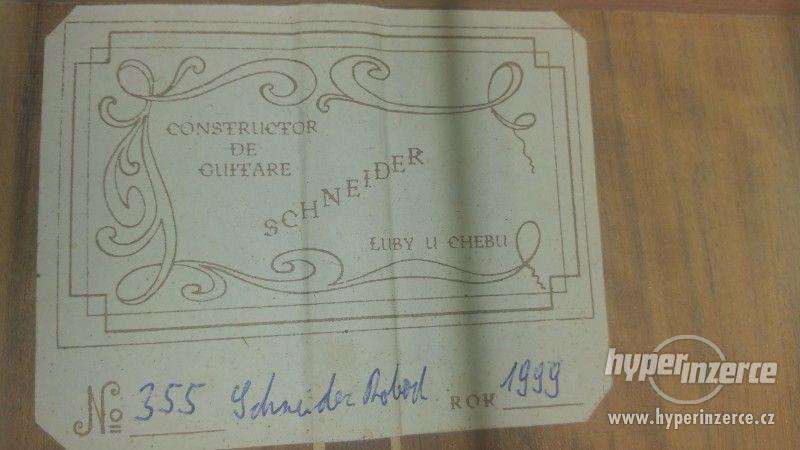 CONSTRUCTOR
DE
GUITARE
SCHNEIDER
LUBY U CHEBU
No 355 Schneider Robert ROK 1999
hyperinzerce
www.hyperinzerce.cz